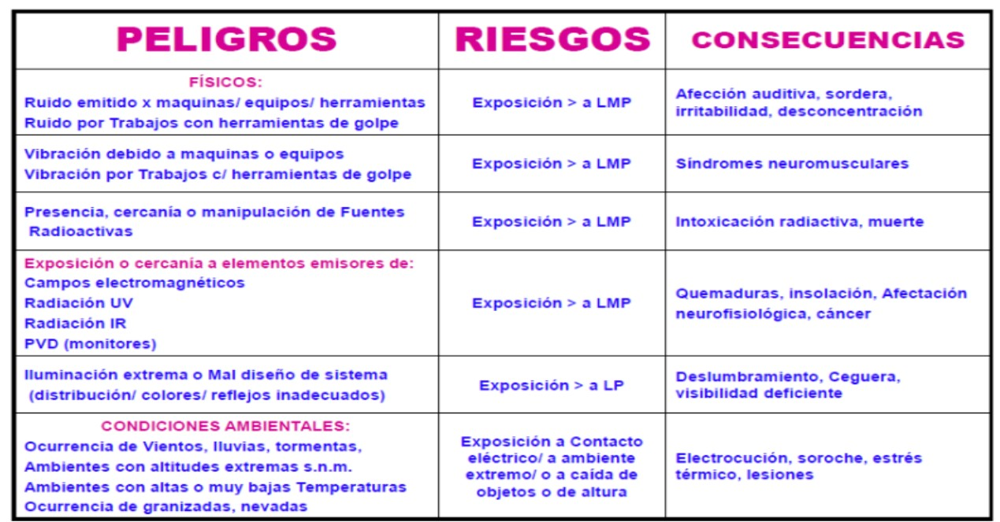 PELIGROS
RIESGOS
CONSECUENCIAS
FÍSICOS:
Ruido emitido x maquinas/ equipos/ herramientas
Ruido por Trabajos con herramientas de golpe
Exposición > a LMP
Afección auditiva, sordera,
irritabilidad, desconcentración
Vibración debido a maquinas o equipos
Vibración por Trabajos c/ herramientas de golpe
Exposición > a LMP
Síndromes neuromusculares
Presencia, cercanía o manipulación de Fuentes
Radioactivas
Exposición > a LMP
Intoxicación radiactiva, muerte
Exposición o cercanía a elementos emisores de:
Campos electromagnéticos
Radiación UV
Radiación IR
PVD (monitores)
Exposición > a LMP
Quemaduras, insolación, Afectación
neurofisiológica, cáncer
Iluminación extrema o Mal diseño de sistema
(distribución/ colores/ reflejos inadecuados)
Exposición > a LP
Deslumbramiento, Ceguera,
visibilidad deficiente
CONDICIONES AMBIENTALES:
Ocurrencia de Vientos, lluvias, tormentas,
Ambientes con altitudes extremas s.n.m.
Ambientes con altas o muy bajas Temperaturas
Ocurrencia de granizadas, nevadas
Exposición a Contacto
eléctrico/ a ambiente
extremo/ o a caída de
objetos o de altura
Electrocución, soroche, estrés
térmico, lesiones